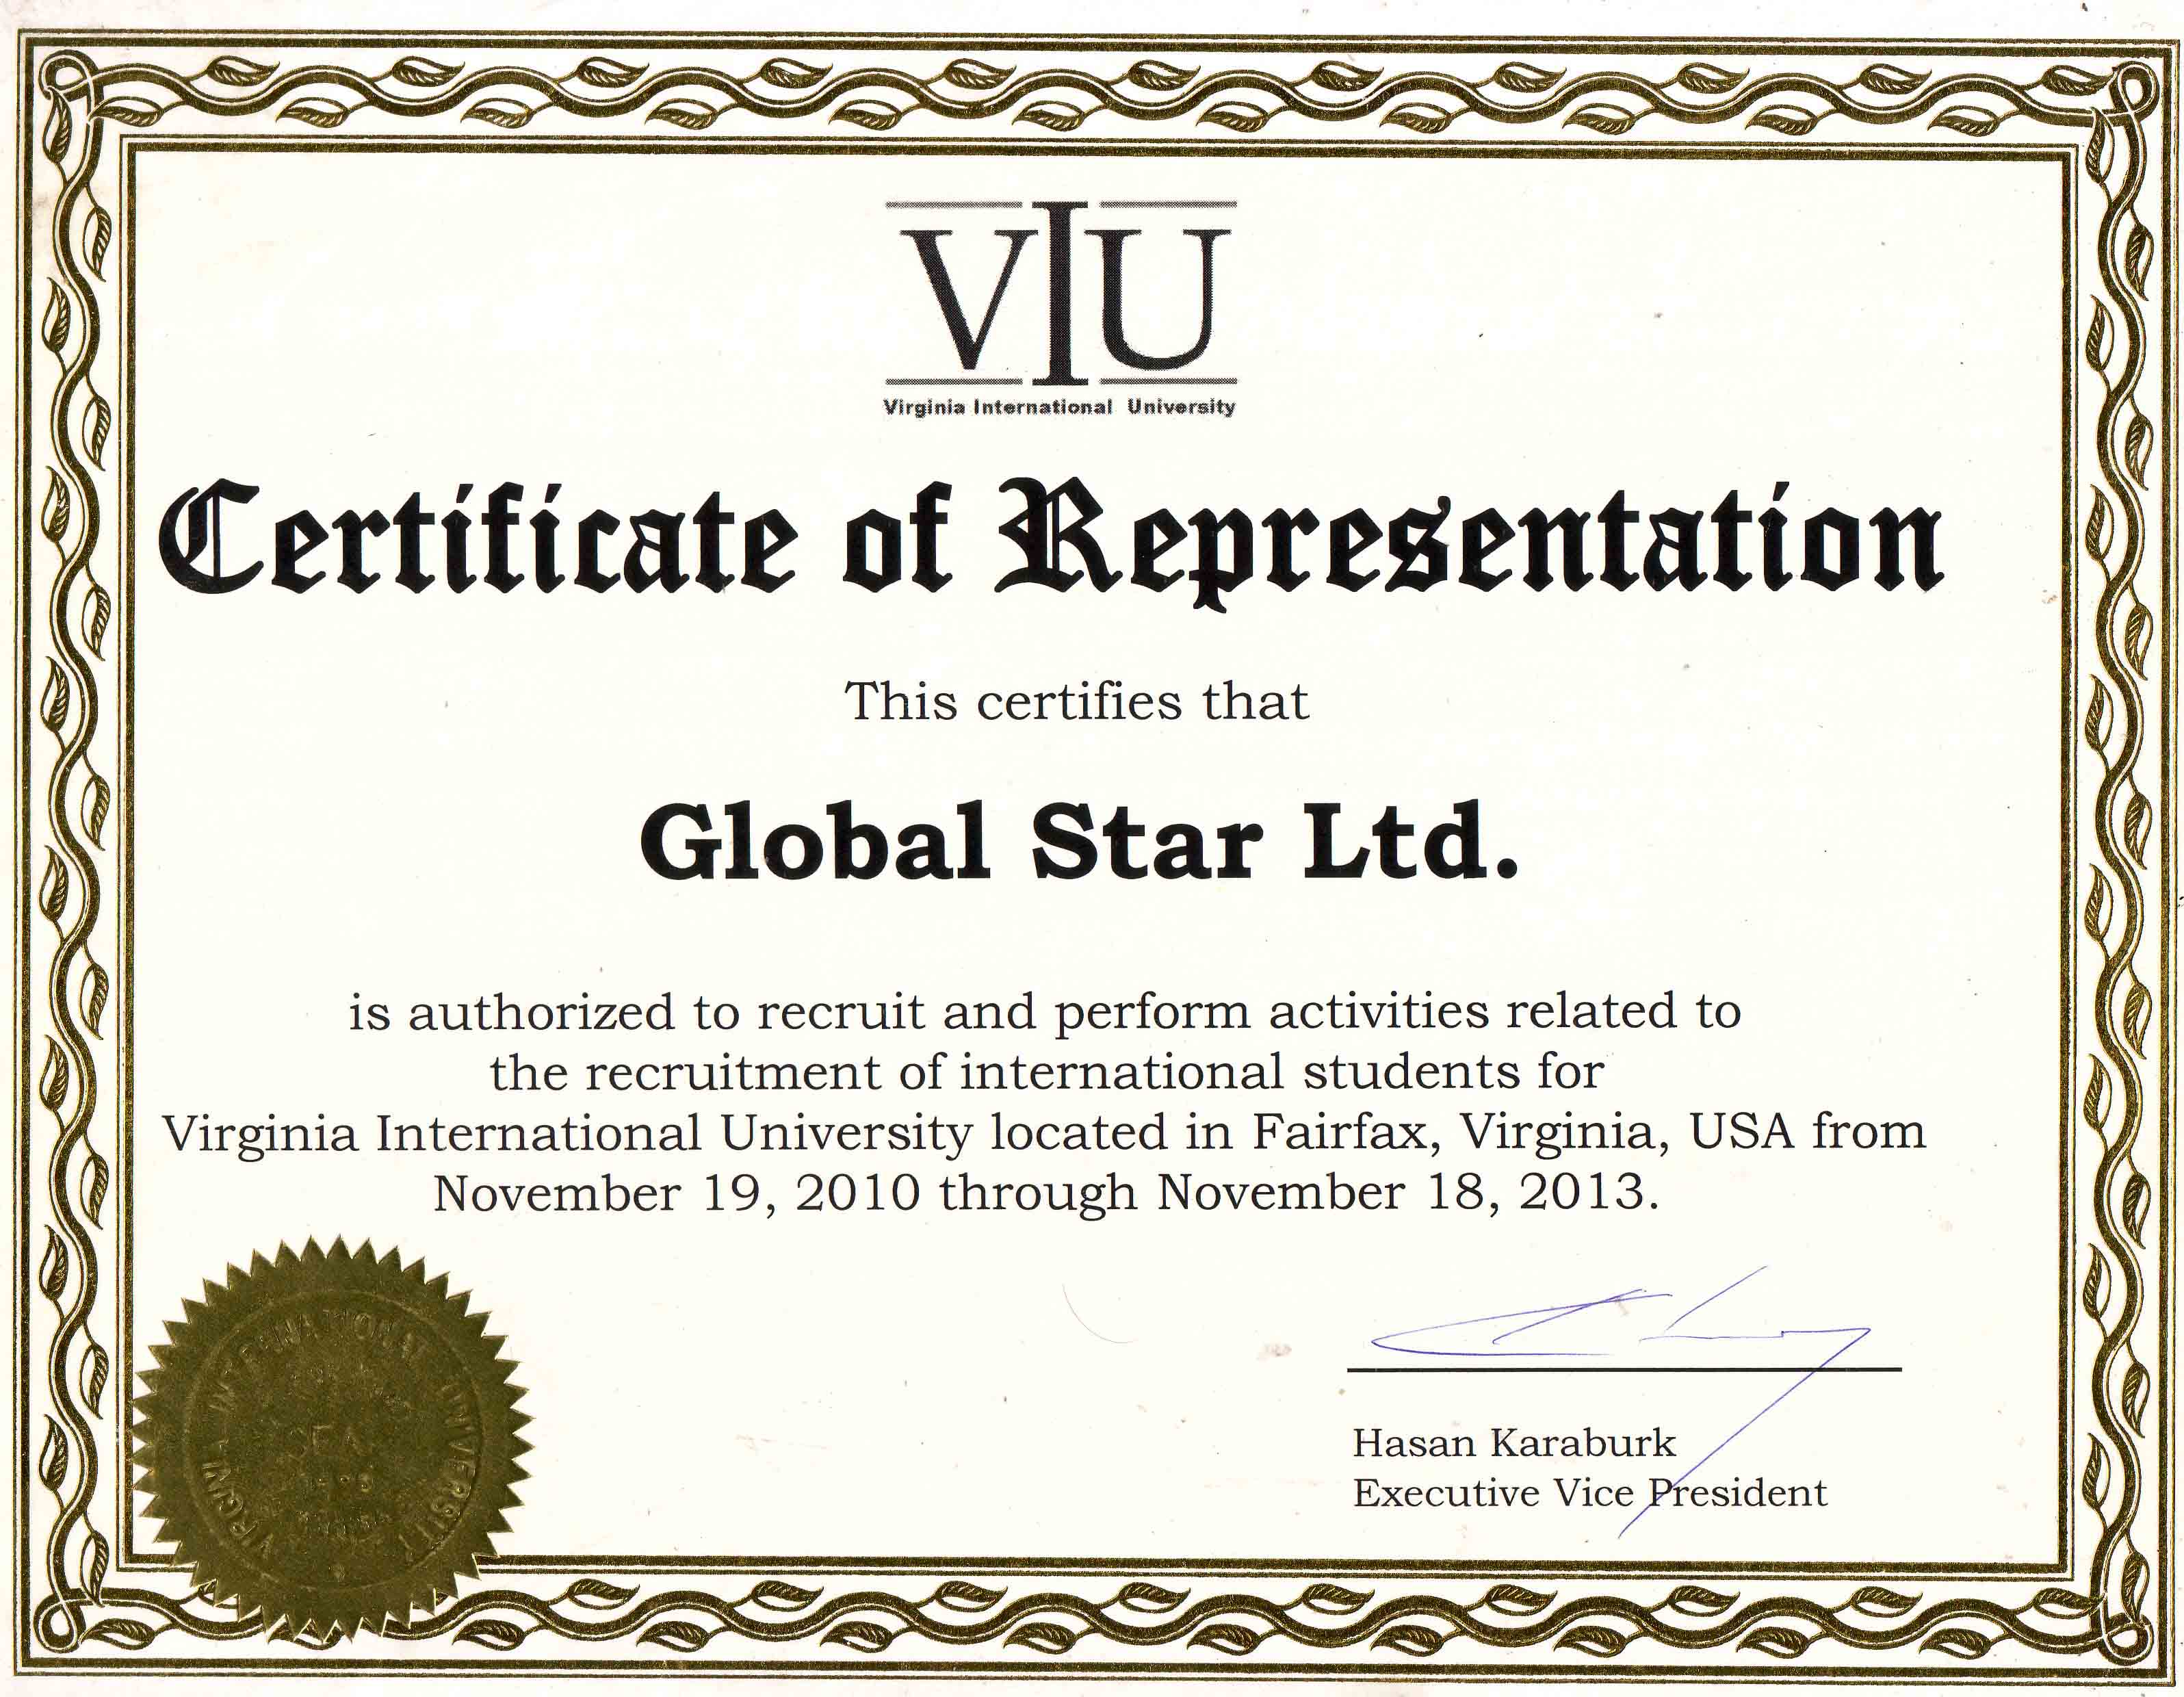 VIU
Virginia International University
Certificate of Representation
This certifies that
Global Star Ltd.
is authorized to recruit and perform activities related to
the recruitment of international students for
Virginia International University located in Fairfax, Virginia, USA from
November 19, 2010 through November 18, 2013.
VIRGINIA INTERNATIONAL UNIVERSITY
Hasan Karaburk
Executive Vice President